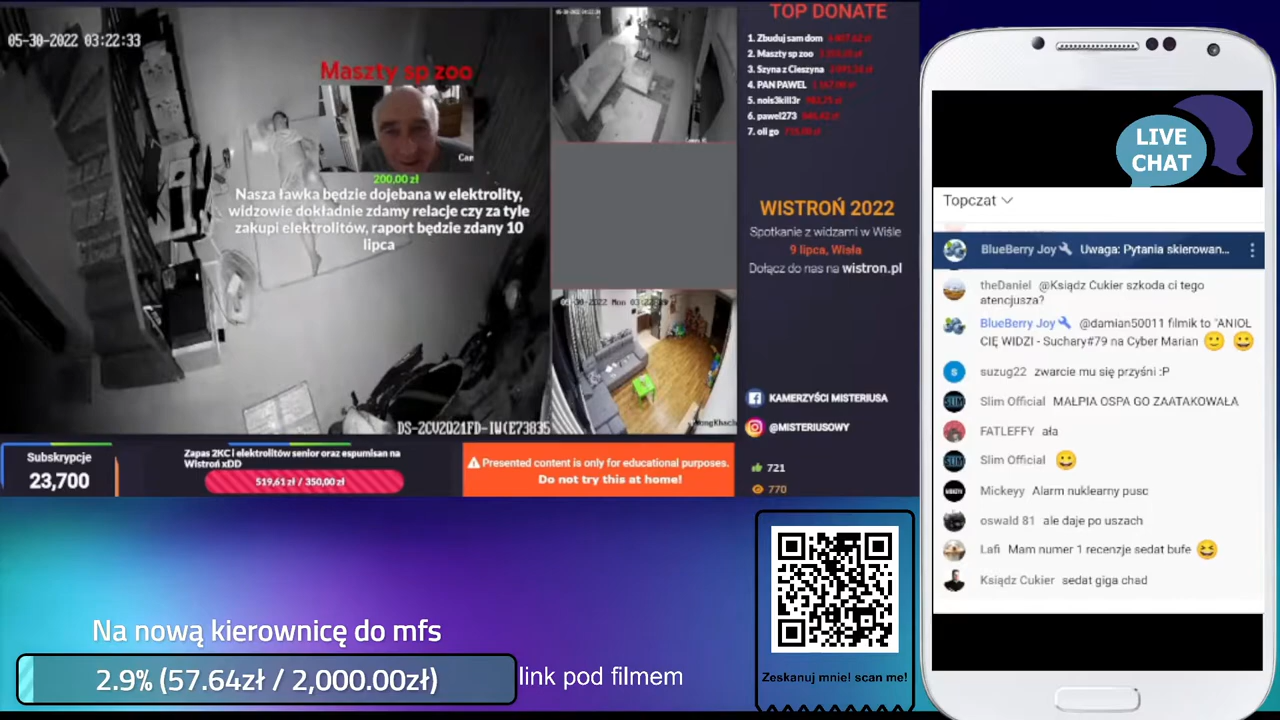 05-30-2022 03:22:33
Maszty sp zoo
200,00 zł
Nasza ławka będzie dojebana w elektrolity,
widzowie dokładnie zdamy relacje czy za tyle
zakupi elektrolitów, raport będzie zdany 10
lipca
DS-2CV2021FD-IW(E73835
05-30-2022 Mon
TOP DONATE
1. Zbuduj sam dom
2. Maszty sp zoo
3. Szyna z Cieszyna
4. PAN PAWEL
5. nois3kill3r
6. pawel273
7. oli go
WISTROŃ 2022
Spotkanie z widzami w Wiśle
9 lipca, Wisła
Dołącz do nas na wistron.pl
KAMERZYŚCI MISTERIUSA
@MISTERIUSOWY
721
770
Subskrypcje
23,700
Zapas 2KC i elektrolitów senior oraz espumisan na
Wistroń xDD
519,61 zł / 350,00 zł
Presented content is only for educational purposes.
Do not try this at home!
Na nową kierownicę do mfs
2.9% (57.64zł / 2,000.00zł)
link pod filmem
Zeskanuj mnie! scan me!
LIVE
CHAT
Topczat
BlueBerry Joy Uwaga: Pytania skierowan...
theDaniel @Ksiądz Cukier szkoda ci tego
atencjusza?
BlueBerry Joy @damian50011 filmik to "ANIOŁ
CIĘ WIDZI - Suchary#79 na Cyber Marian
suzug22 zwarcie mu się przyśni :P
Slim Official MAŁPIA OSPA GO ZAATAKOWAŁA
FATLEFFY ała
Slim Official
Mickeyy Alarm nuklearny pusc
oswald 81 ale daje po uszach
Lafi Mam numer 1 recenzje sedat bufe
Ksiądz Cukier sedat giga chad